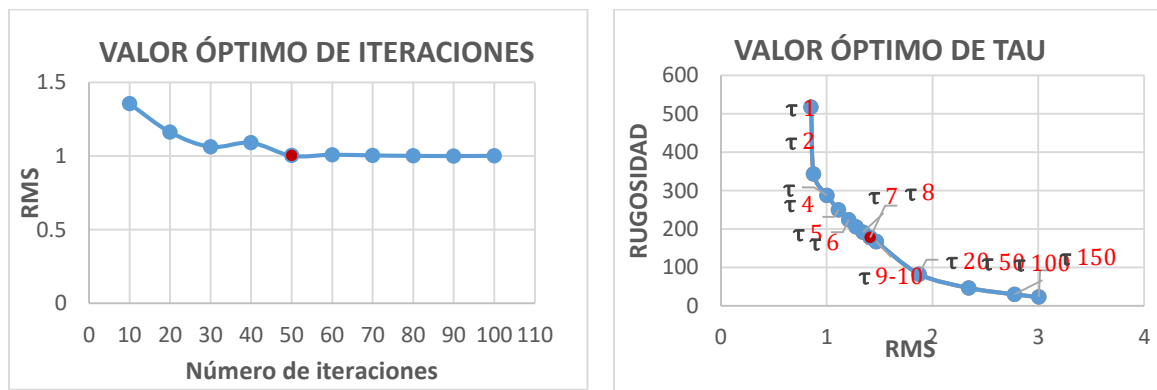 VALOR ÓPTIMO DE ITERACIONES
RMS
1.5
1
0.5
0
0 10 20 30 40 50 60 70 80 90 100 110
Número de iteraciones
VALOR ÓPTIMO DE TAU
RUGOSIDAD
600
500
400
300
200
100
0
τ 1
τ 2
τ
τ 4
τ 5
τ 6
τ 7
τ 8
τ 9-10
τ 20
τ 50
τ 100
τ 150
0 1 2 3 4
RMS